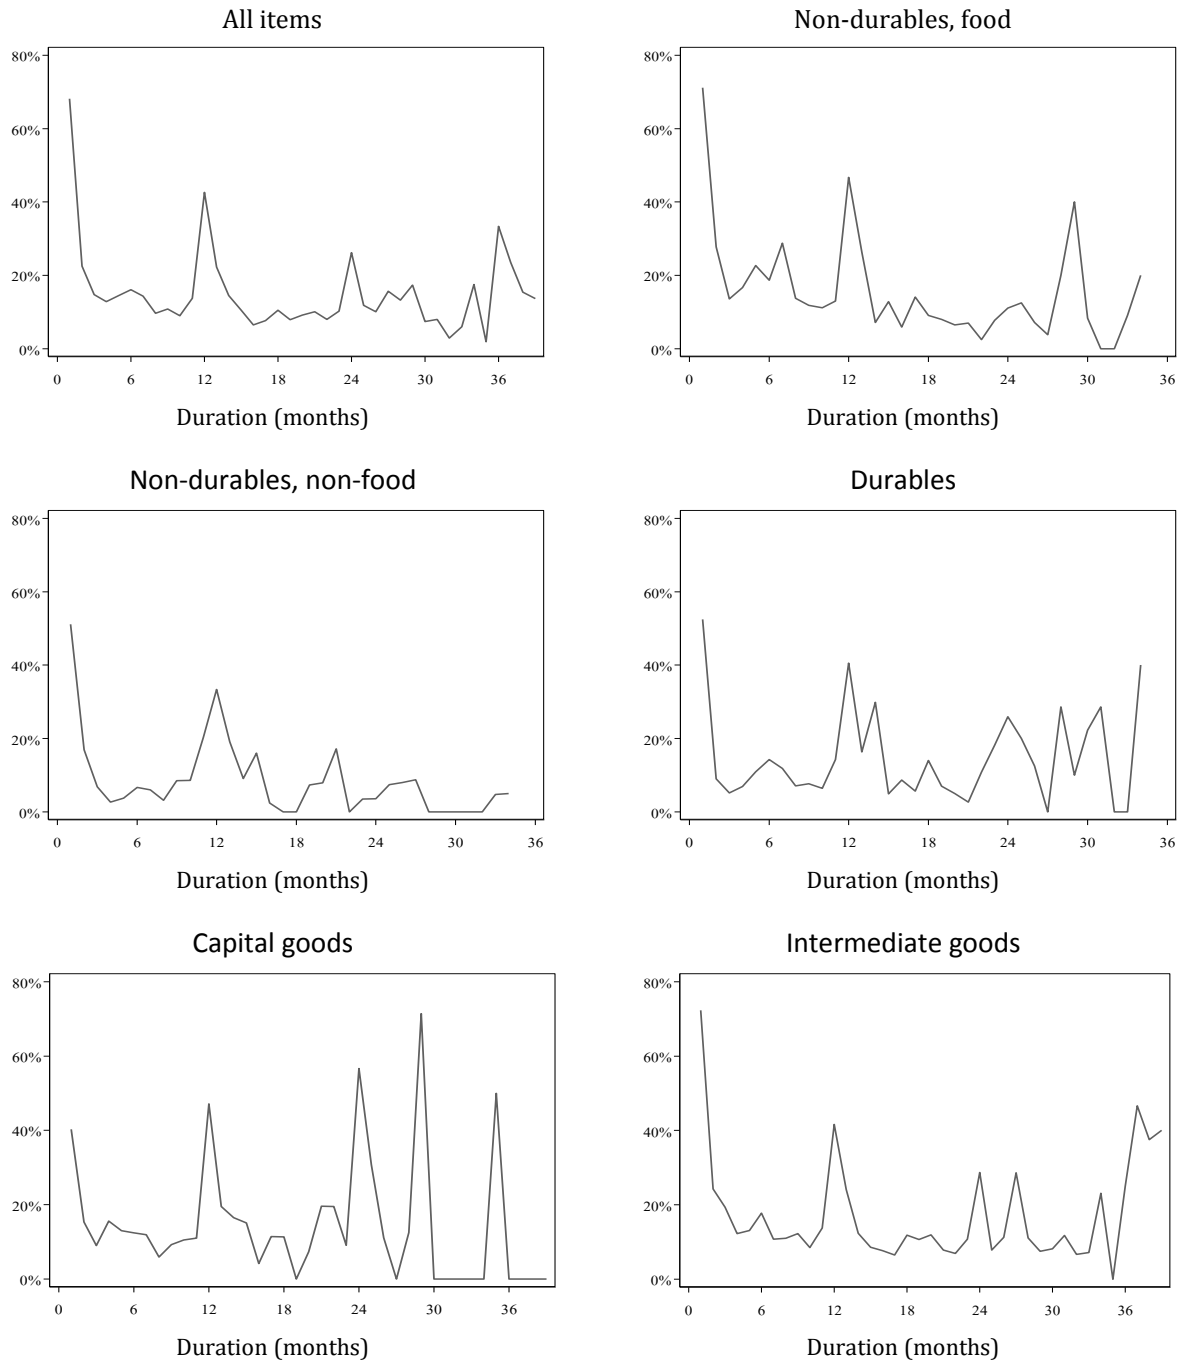 All items
80%
60%
40%
20%
0%
0 6 12 18 24 30 36
Duration (months)
Non-durables, food
80%
60%
40%
20%
0%
0 6 12 18 24 30 36
Duration (months)
Non-durables, non-food
80%
60%
40%
20%
0%
0 6 12 18 24 30 36
Duration (months)
Durables
80%
60%
40%
20%
0%
0 6 12 18 24 30 36
Duration (months)
Capital goods
80%
60%
40%
20%
0%
0 6 12 18 24 30 36
Duration (months)
Intermediate goods
80%
60%
40%
20%
0%
0 6 12 18 24 30 36
Duration (months)